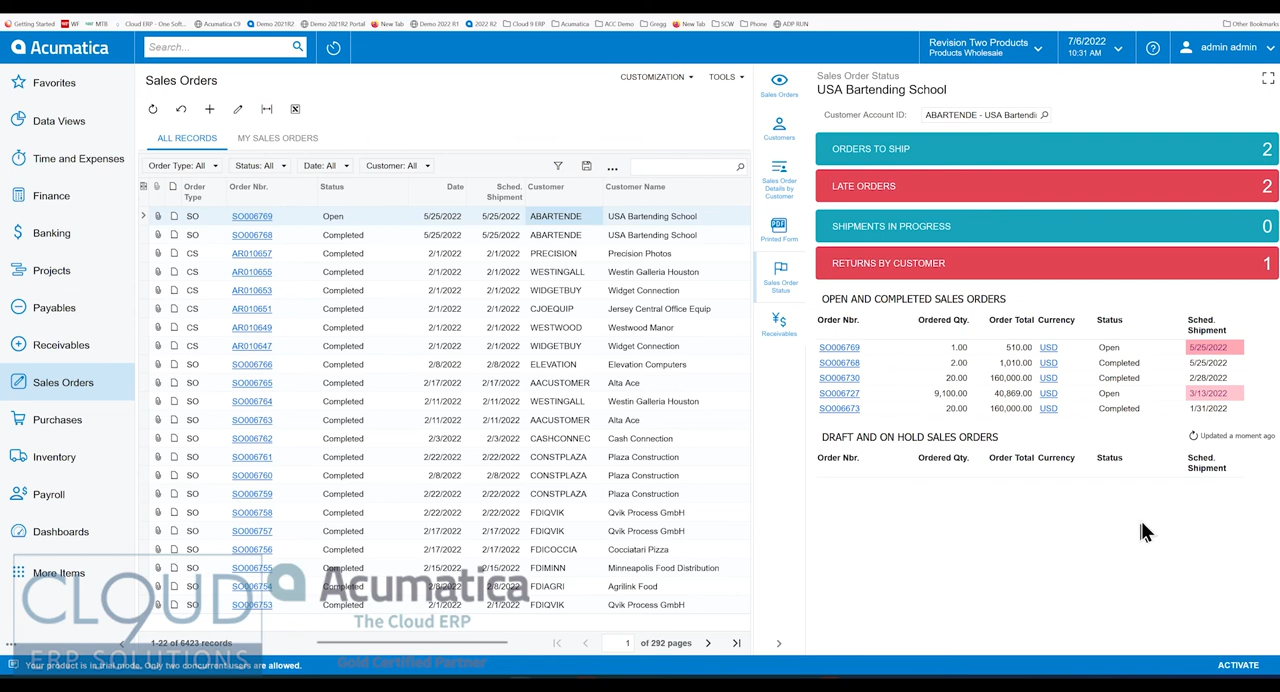 Getting Started WF MTB Cloud ERP - One Soft... Acumatica C9 Demo 2021R2 Demo 2021R2 Portal New Tab Demo 2022 R1 2022 R2 Cloud 9 ERP Acumatica ACC Demo Gregg New Tab SCW Phone ADP RUN Other Bookmarks
Acumatica
Search...
Revision Two Products
Products Wholesale
7/6/2022
10:31 AM
admin admin
Favorites
Data Views
Time and Expenses
Finance
Banking
Projects
Payables
Receivables
Sales Orders
Purchases
Inventory
Payroll
Dashboards
More Items
Sales Orders
CUSTOMIZATION TOOLS
ALL RECORDS MY SALES ORDERS
Order Type: All Status: All Date: All Customer: All
Order Type Order Nbr. Status Date Sched. Shipment Customer Customer Name
SO SO006769 Open 5/25/2022 5/25/2022 ABARTENDE USA Bartending School
SO SO006768 Completed 5/25/2022 5/25/2022 ABARTENDE USA Bartending School
CS AR010657 Completed 2/1/2022 2/1/2022 PRECISION Precision Photos
CS AR010655 Completed 2/1/2022 2/1/2022 WESTINGALL Westin Galleria Houston
CS AR010653 Completed 2/1/2022 2/1/2022 WIDGETBUY Widget Connection
CS AR010651 Completed 2/1/2022 2/1/2022 CJOEQUIP Jersey Central Office Equip
CS AR010649 Completed 2/1/2022 2/1/2022 WESTWOOD Westwood Manor
CS AR010647 Completed 2/1/2022 2/1/2022 WIDGETBUY Widget Connection
SO SO006766 Completed 2/8/2022 2/8/2022 ELEVATION Elevation Computers
SO SO006765 Completed 2/17/2022 2/17/2022 AACUSTOMER Alta Ace
SO SO006764 Completed 2/11/2022 2/11/2022 WESTINGALL Westin Galleria Houston
SO SO006763 Completed 2/11/2022 2/11/2022 AACUSTOMER Alta Ace
SO SO006762 Completed 2/3/2022 2/3/2022 CASHCONNEC Cash Connection
SO SO006761 Completed 2/22/2022 2/22/2022 CONSTPLAZA Plaza Construction
SO SO006760 Completed 2/8/2022 2/8/2022 CONSTPLAZA Plaza Construction
SO SO006759 Completed 2/22/2022 2/22/2022 CONSTPLAZA Plaza Construction
SO SO006758 Completed 2/22/2022 2/22/2022 FDIQVIK Qvik Process GmbH
SO SO006757 Completed 2/17/2022 2/17/2022 FDIQVIK Qvik Process GmbH
SO SO006756 Completed 2/17/2022 2/17/2022 FDICOCCIA Cocciatari Pizza
SO SO006755 Completed 2/15/2022 2/15/2022 FDIMINN Minneapolis Food Distribution
SO SO006754 Completed 2/8/2022 2/8/2022 FDIAGRI Agrilink Food
SO SO006753 Completed 2/1/2022 2/1/2022 FDIQVIK Qvik Process GmbH
1-22 of 6423 records 1 of 292 pages
Sales Orders
Customers
Sales Order Details by Customer
PDF
Printed Form
Sales Order Status
Receivables
Sales Order Status
USA Bartending School
Customer Account ID: ABARTENDE - USA Bartendi
ORDERS TO SHIP 2
LATE ORDERS 2
SHIPMENTS IN PROGRESS 0
RETURNS BY CUSTOMER 1
OPEN AND COMPLETED SALES ORDERS
Order Nbr. Ordered Qty. Order Total Currency Status Sched. Shipment
SO006769 1.00 510.00 USD Open 5/25/2022
SO006768 2.00 1,010.00 USD Completed 5/25/2022
SO006730 20.00 160,000.00 USD Completed 2/28/2022
SO006727 9,100.00 40,869.00 USD Open 3/13/2022
SO006673 20.00 160,000.00 USD Completed 1/31/2022
DRAFT AND ON HOLD SALES ORDERS Updated a moment ago
Order Nbr. Ordered Qty. Order Total Currency Status Sched. Shipment
CLOUD 9
ERP SOLUTIONS
Acumatica
The Cloud ERP
Gold Certified Partner
Your product is in trial mode. Only two concurrent users are allowed. ACTIVATE